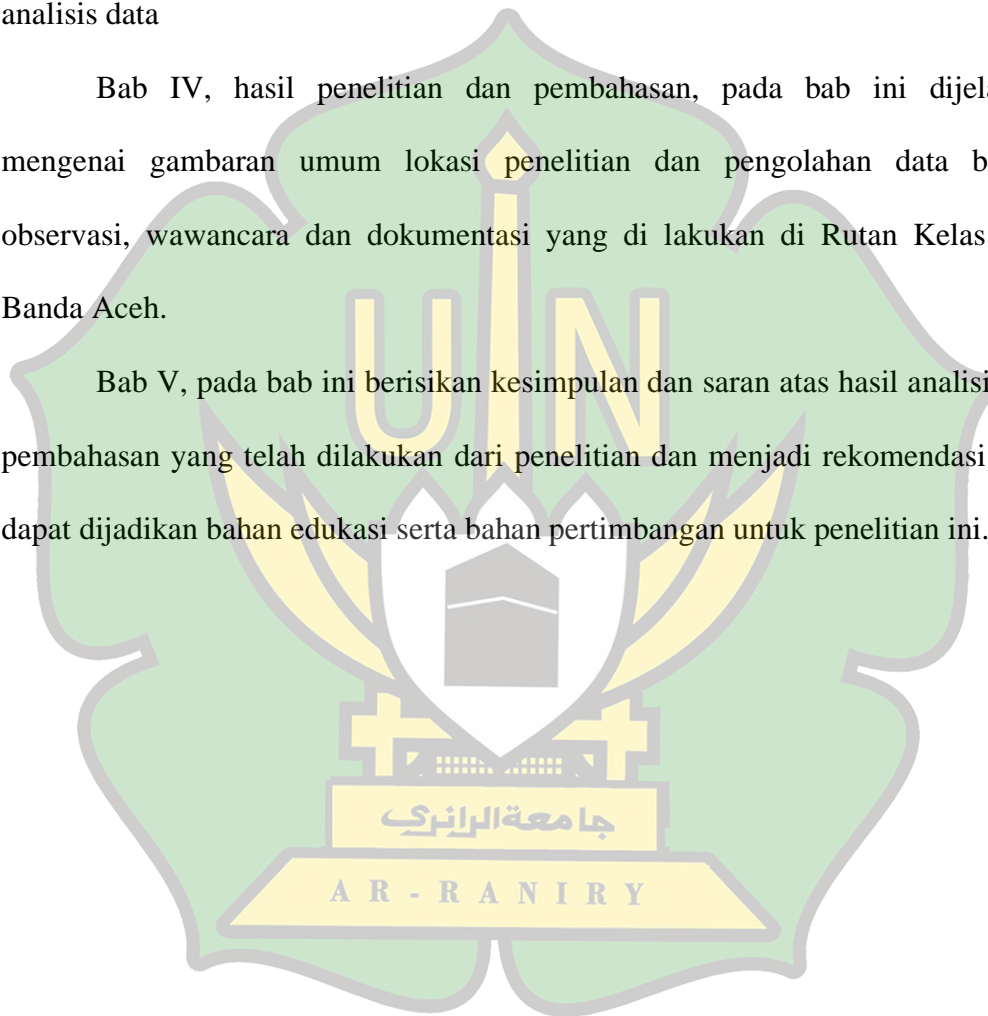 analisis data
Bab IV, hasil penelitian dan pembahasan, pada bab ini
mengenai gambaran umum lokasi penelitian dan pengolahan data
observasi, wawancara dan dokumentasi yang di lakukan di Rutan Kelas
Banda Aceh.
Bab V, pada bab ini berisikan kesimpulan dan saran atas hasil
pembahasan yang telah dilakukan dari penelitian dan menjadi rekomendasi
dapat dijadikan bahan edukasi serta bahan pertimbangan untuk penelitian ini.
UIN
جامعة الرانري
AR-RANIRY